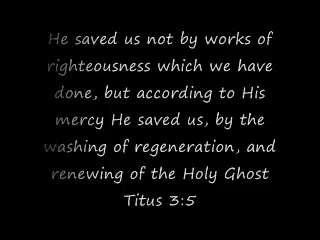 He saved us not by works of
righteousness which we have
done, but according to His
mercy He saved us, by the
washing of regeneration, and
renewing of the Holy Ghost
Titus 3:5